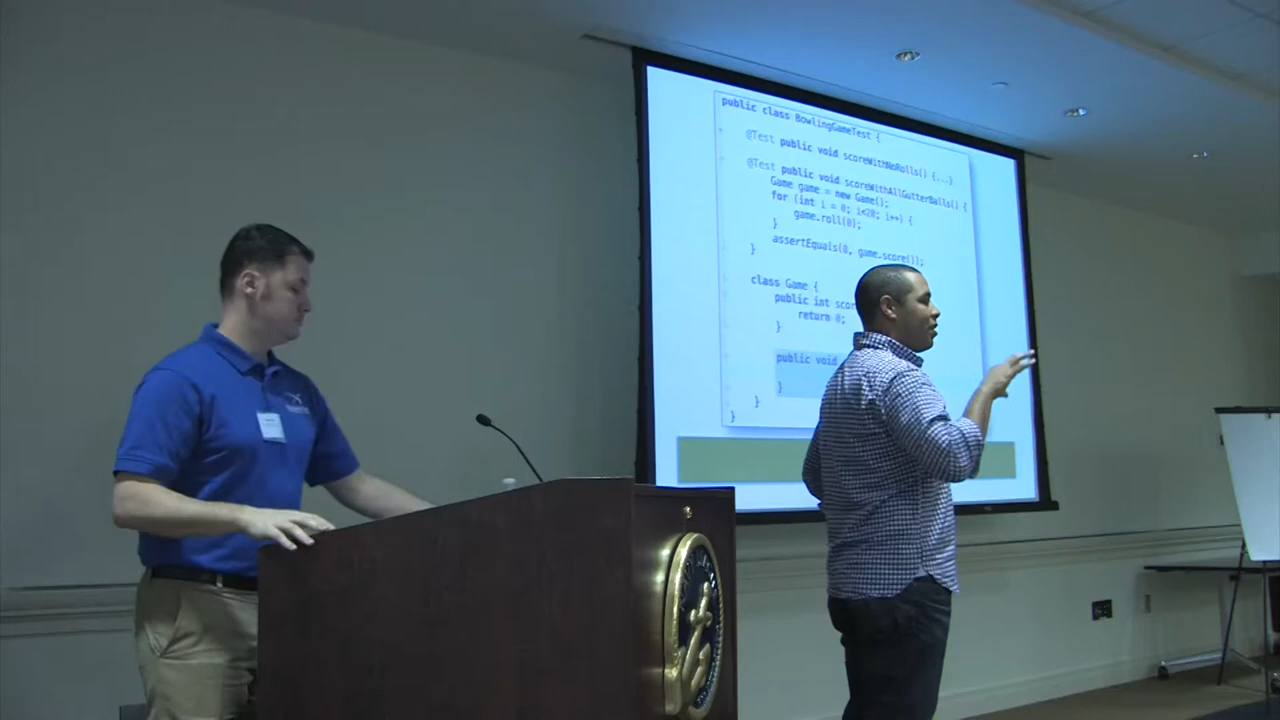 public class BowlingGameTest {
@Test public void scoreWithNoRolls() {...}
@Test public void scoreWithAllGutterBalls() {
Game game = new Game();
for (int i = 0; i<20; i++) {
game.roll(0);
}
assertEquals(0, game.score());
}
class Game {
public int scor
return 0;
}
public void
}
}
}